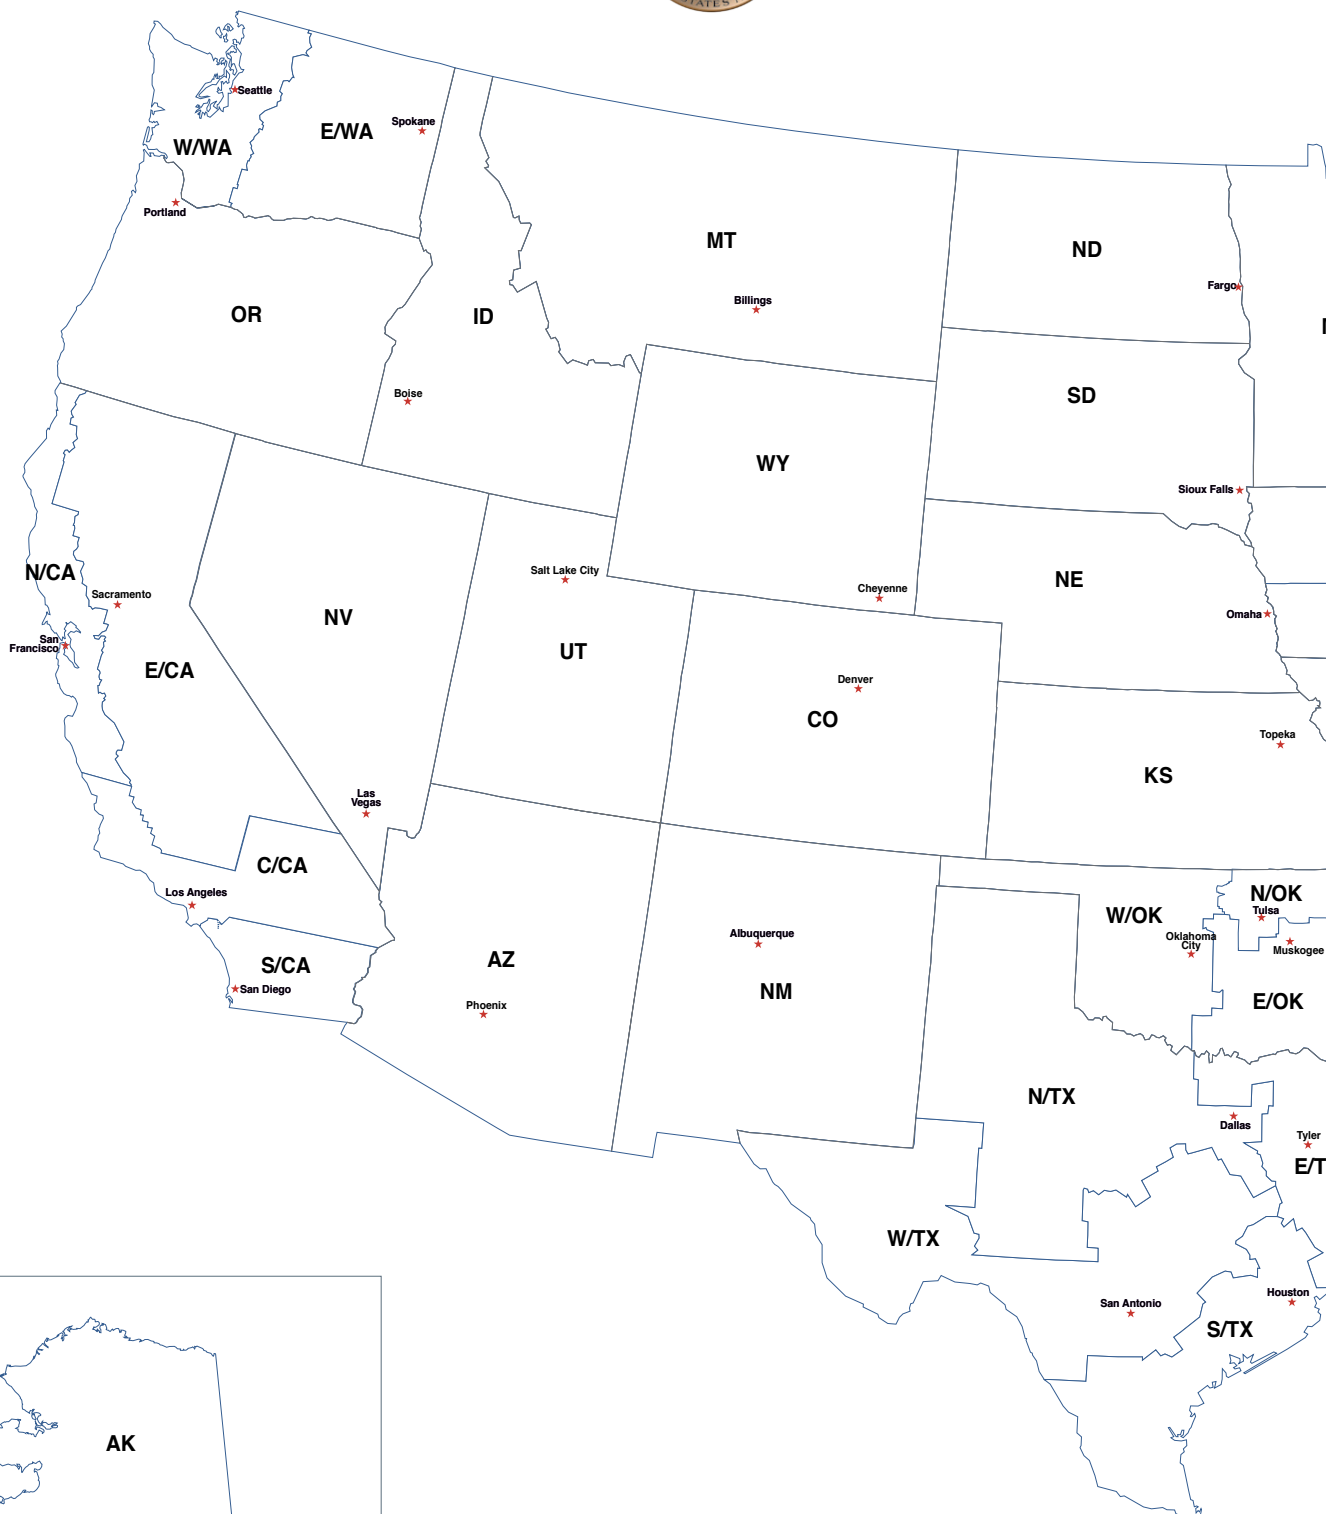 STATES
Seattle
Spokane
E/WA
W/WA
Portland
MT
ND
Fargo
Billings
OR
ID
Boise
SD
WY
Sioux Falls
N/CA
Salt Lake City
NE
Cheyenne
Sacramento
NV
Omaha
San
Francisco
UT
E/CA
Denver
CO
Topeka
KS
Las
Vegas
C/CA
Los Angeles
N/OK
Tulsa
W/OK
Albuquerque
Oklahoma
City
Muskogee
AZ
S/CA
San Diego
NM
Phoenix
E/OK
N/TX
Dallas
Tyler
E/T
W/TX
Houston
San Antonio
S/TX
AK